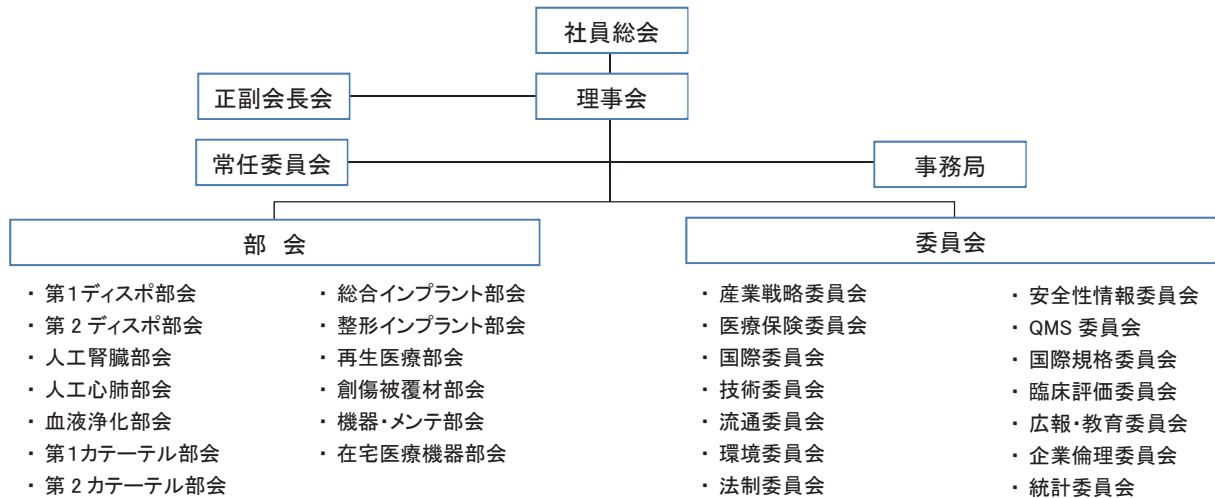 社員総会
正副会長会
理事会
常任委員会
事務局
部 会
委員会
・ 第1ディスポ部会
・ 第 2 ディスポ部会
・ 人工腎臓部会
・ 人工心肺部会
・ 血液浄化部会
・ 第1カテーテル部会
・ 第 2 カテーテル部会
・ 総合インプラント部会
・ 整形インプラント部会
・ 再生医療部会
・ 創傷被覆材部会
・ 機器・メンテ部会
・ 在宅医療機器部会
・ 産業戦略委員会
・ 医療保険委員会
・ 国際委員会
・ 技術委員会
・ 流通委員会
・ 環境委員会
・ 法制委員会
・ 安全性情報委員会
・ QMS 委員会
・ 国際規格委員会
・ 臨床評価委員会
・ 広報・教育委員会
・ 企業倫理委員会
・ 統計委員会